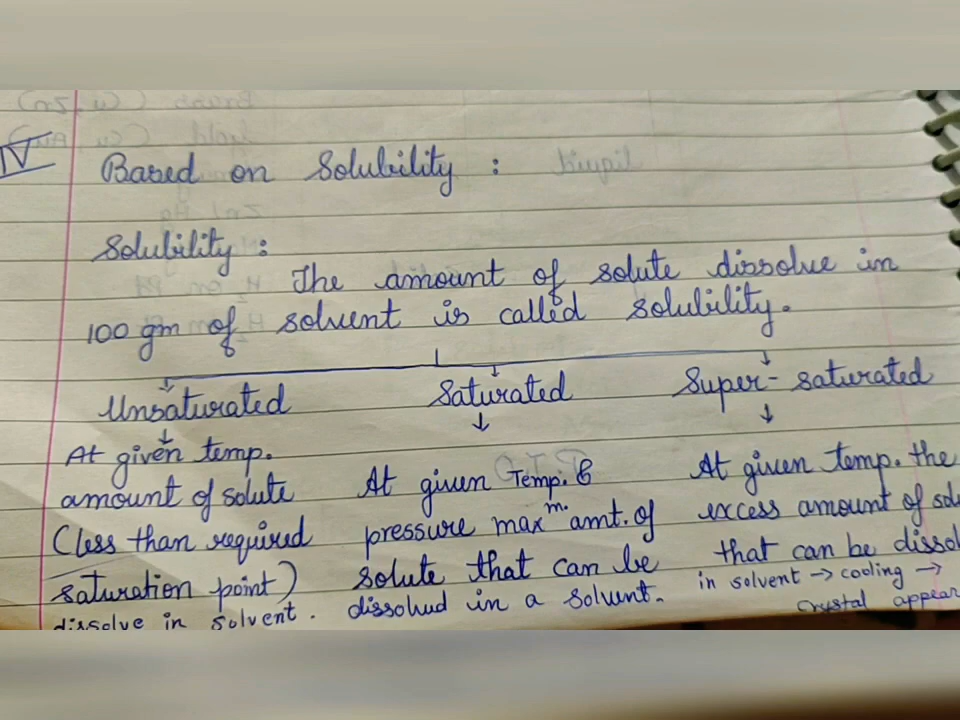 IV Based on Solubility :
Solubility :
The amount of solute dissolve in
100 gm of solvent is called solubility.
Unsaturated Saturated Super-saturated
At given temp.
amount of solute
(less than required
saturation point)
dissolve in solvent.
At given Temp. &
pressure max^m. amt. of
solute that can be
dissolved in a solvent.
At given temp. the
excess amount of
that can be
in solvent → cooling →
crystal appear